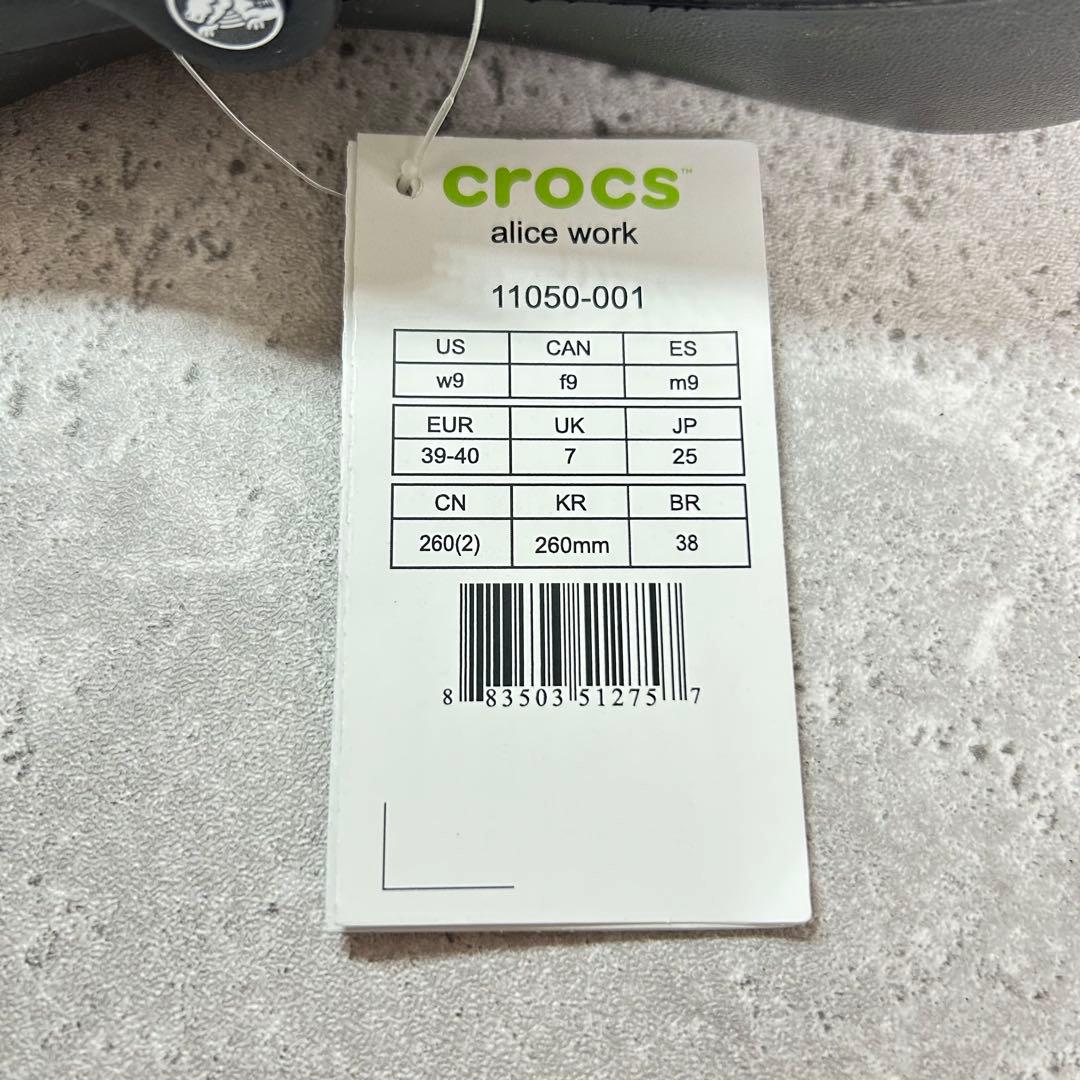 crocs™
alice work
11050-001
US CAN ES
w9 f9 m9
EUR UK JP
39-40 7 25
CN KR BR
260(2) 260mm 38
8 83503 51275 7